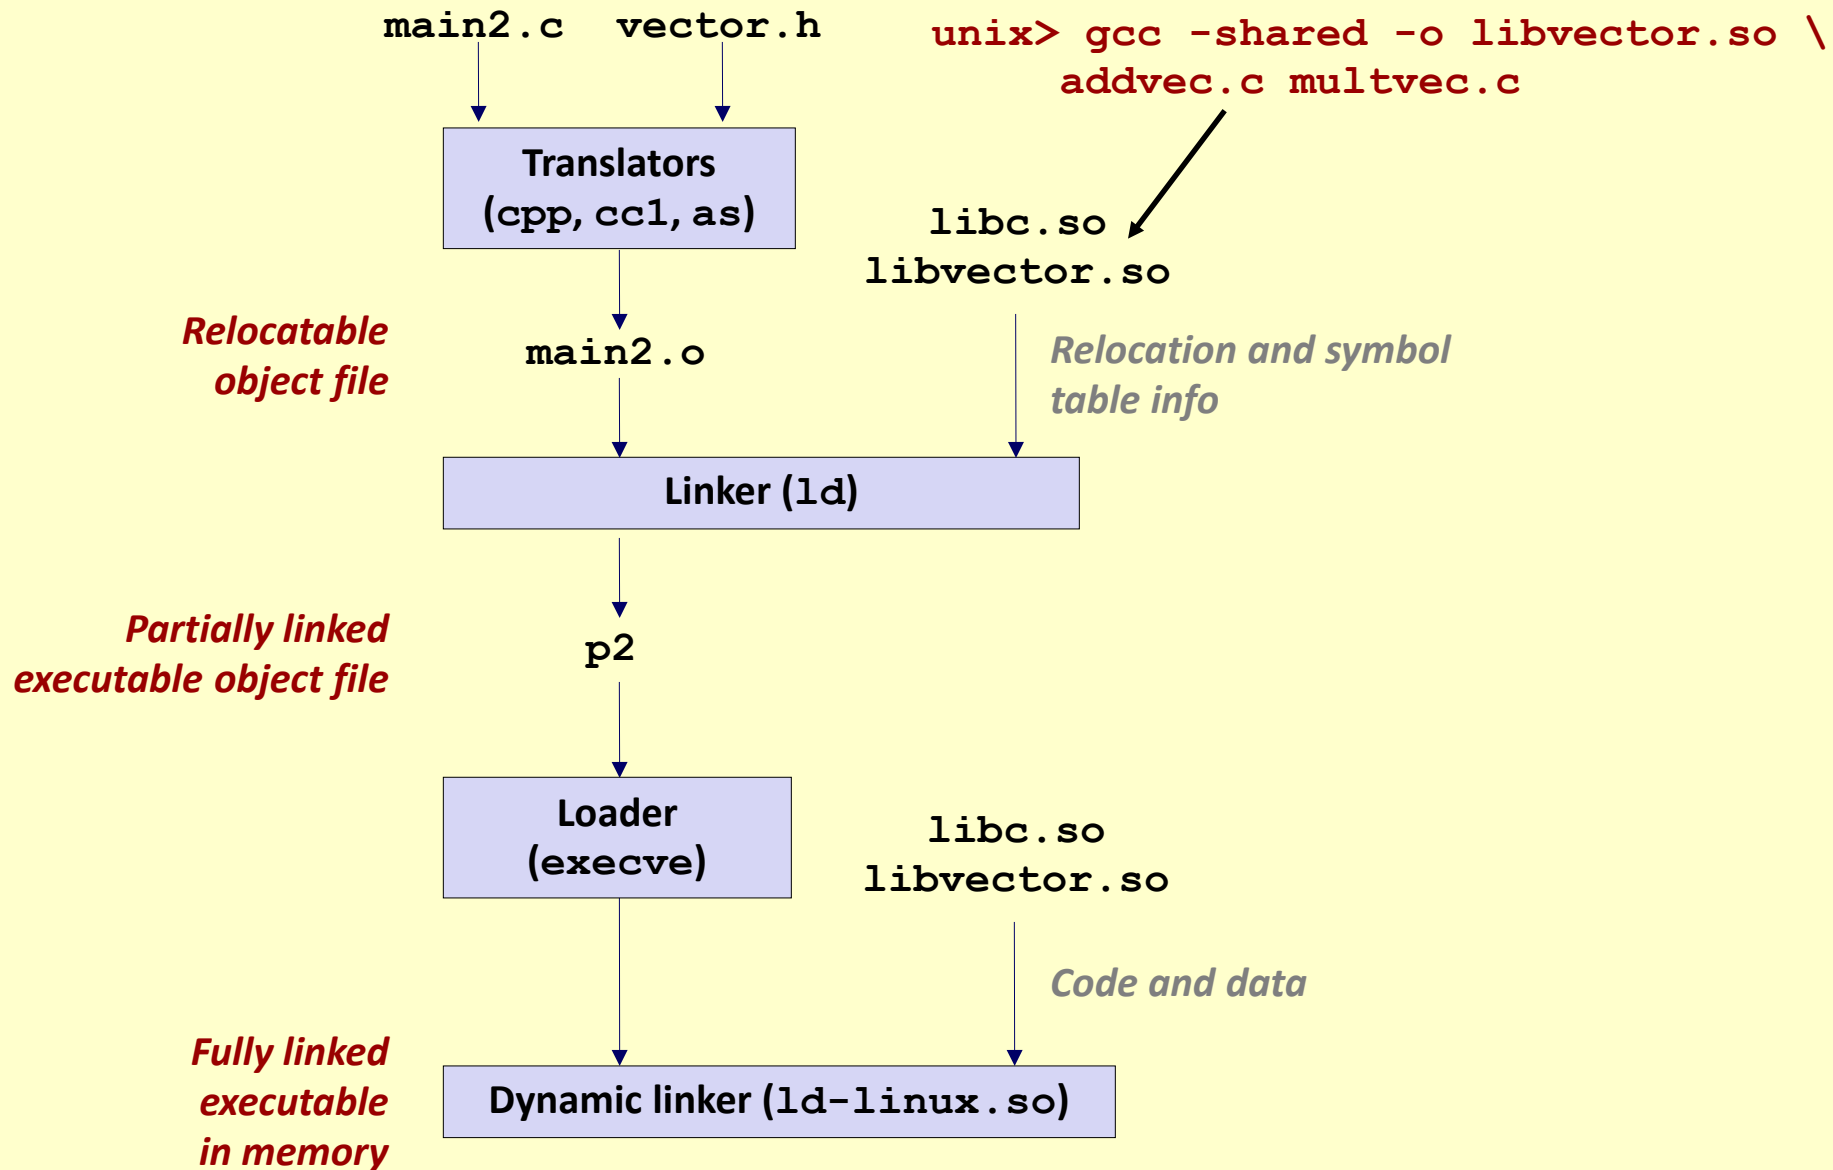 main2.c vector.h
unix> gcc -shared -o libvector.so \
addvec.c multvec.c
Translators
(cpp, cc1, as)
libc.so
libvector.so
Relocatable
object file
main2.o
Relocation and symbol
table info
Linker (ld)
Partially linked
executable object file
p2
Loader
(execve)
libc.so
libvector.so
Code and data
Fully linked
executable
in memory
Dynamic linker (ld-linux.so)